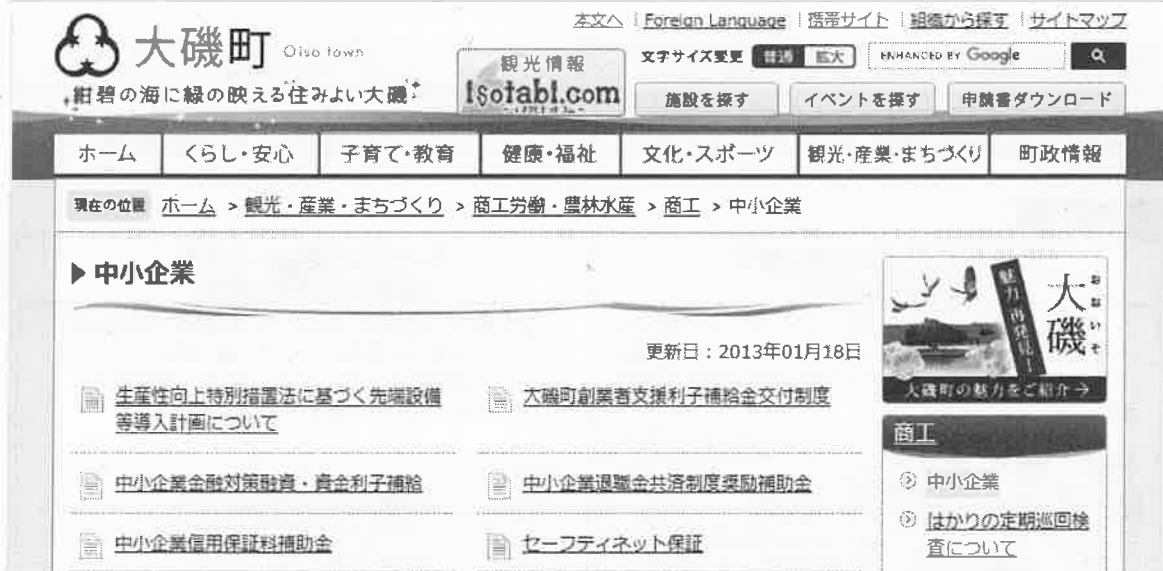 本文へ Foreign Language 携帯サイト 組織から探す サイトマップ
大磯町 Oiso town
紺碧の海に緑の映える住みよい大磯
観光情報
isotabi.com
文字サイズ変更 普通 拡大 ENHANCED BY Google
施設を探す イベントを探す 申請書ダウンロード
ホーム くらし・安心 子育て・教育 健康・福祉 文化・スポーツ 観光・産業・まちづくり 町政情報
現在の位置 ホーム > 観光・産業・まちづくり > 商工労働・農林水産 > 商工 > 中小企業
中小企業
更新日：2013年01月18日
生産性向上特別措置法に基づく先端設備
等導入計画について
大磯町創業者支援利子補給金交付制度
中小企業金融対策融資・資金利子補給
中小企業退職金共済制度奨励補助金
中小企業信用保証料補助金
セーフティネット保証
魅力再発見！
大磯
おおいそ
大磯町の魅力をご紹介→
商工
中小企業
はかりの定期巡回検
査について